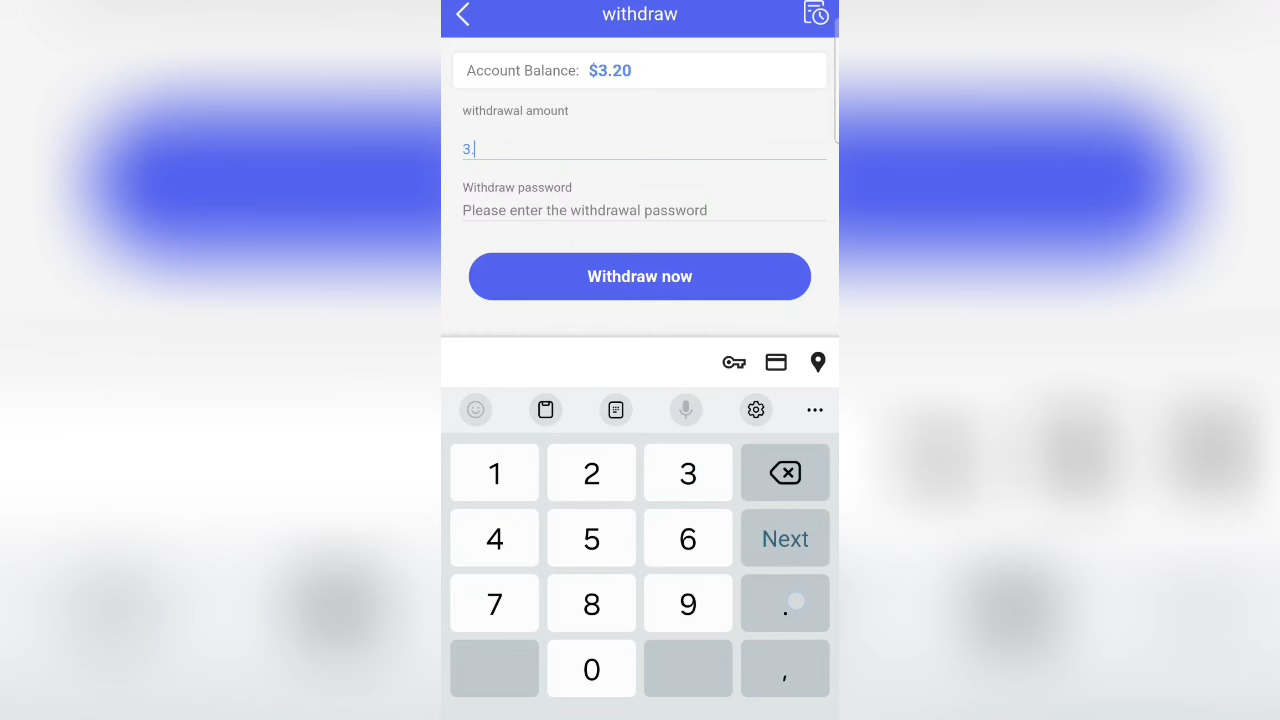 withdraw
Account Balance: $3.20
withdrawal amount
3.
Withdraw password
Please enter the withdrawal password
Withdraw now
1 2 3
4 5 6 Next
7 8 9 .
0 ,